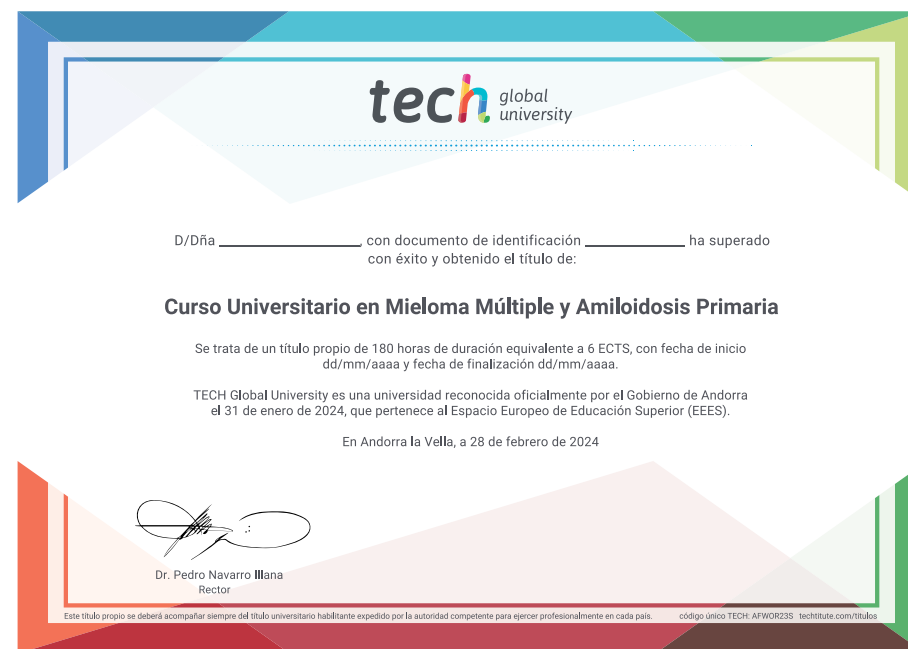 tech global university
D/Dña ____________________, con documento de identificación ______________ ha superado
con éxito y obtenido el título de:
Curso Universitario en Mieloma Múltiple y Amiloidosis Primaria
Se trata de un título propio de 180 horas de duración equivalente a 6 ECTS, con fecha de inicio
dd/mm/aaaa y fecha de finalización dd/mm/aaaa.
TECH Global University es una universidad reconocida oficialmente por el Gobierno de Andorra
el 31 de enero de 2024, que pertenece al Espacio Europeo de Educación Superior (EEES).
En Andorra la Vella, a 28 de febrero de 2024
Dr. Pedro Navarro Illana
Rector
Este título propio se deberá acompañar siempre del título universitario habilitante expedido por la autoridad competente para ejercer profesionalmente en cada país. código único TECH: AFWOR23S techtitute.com/titulos